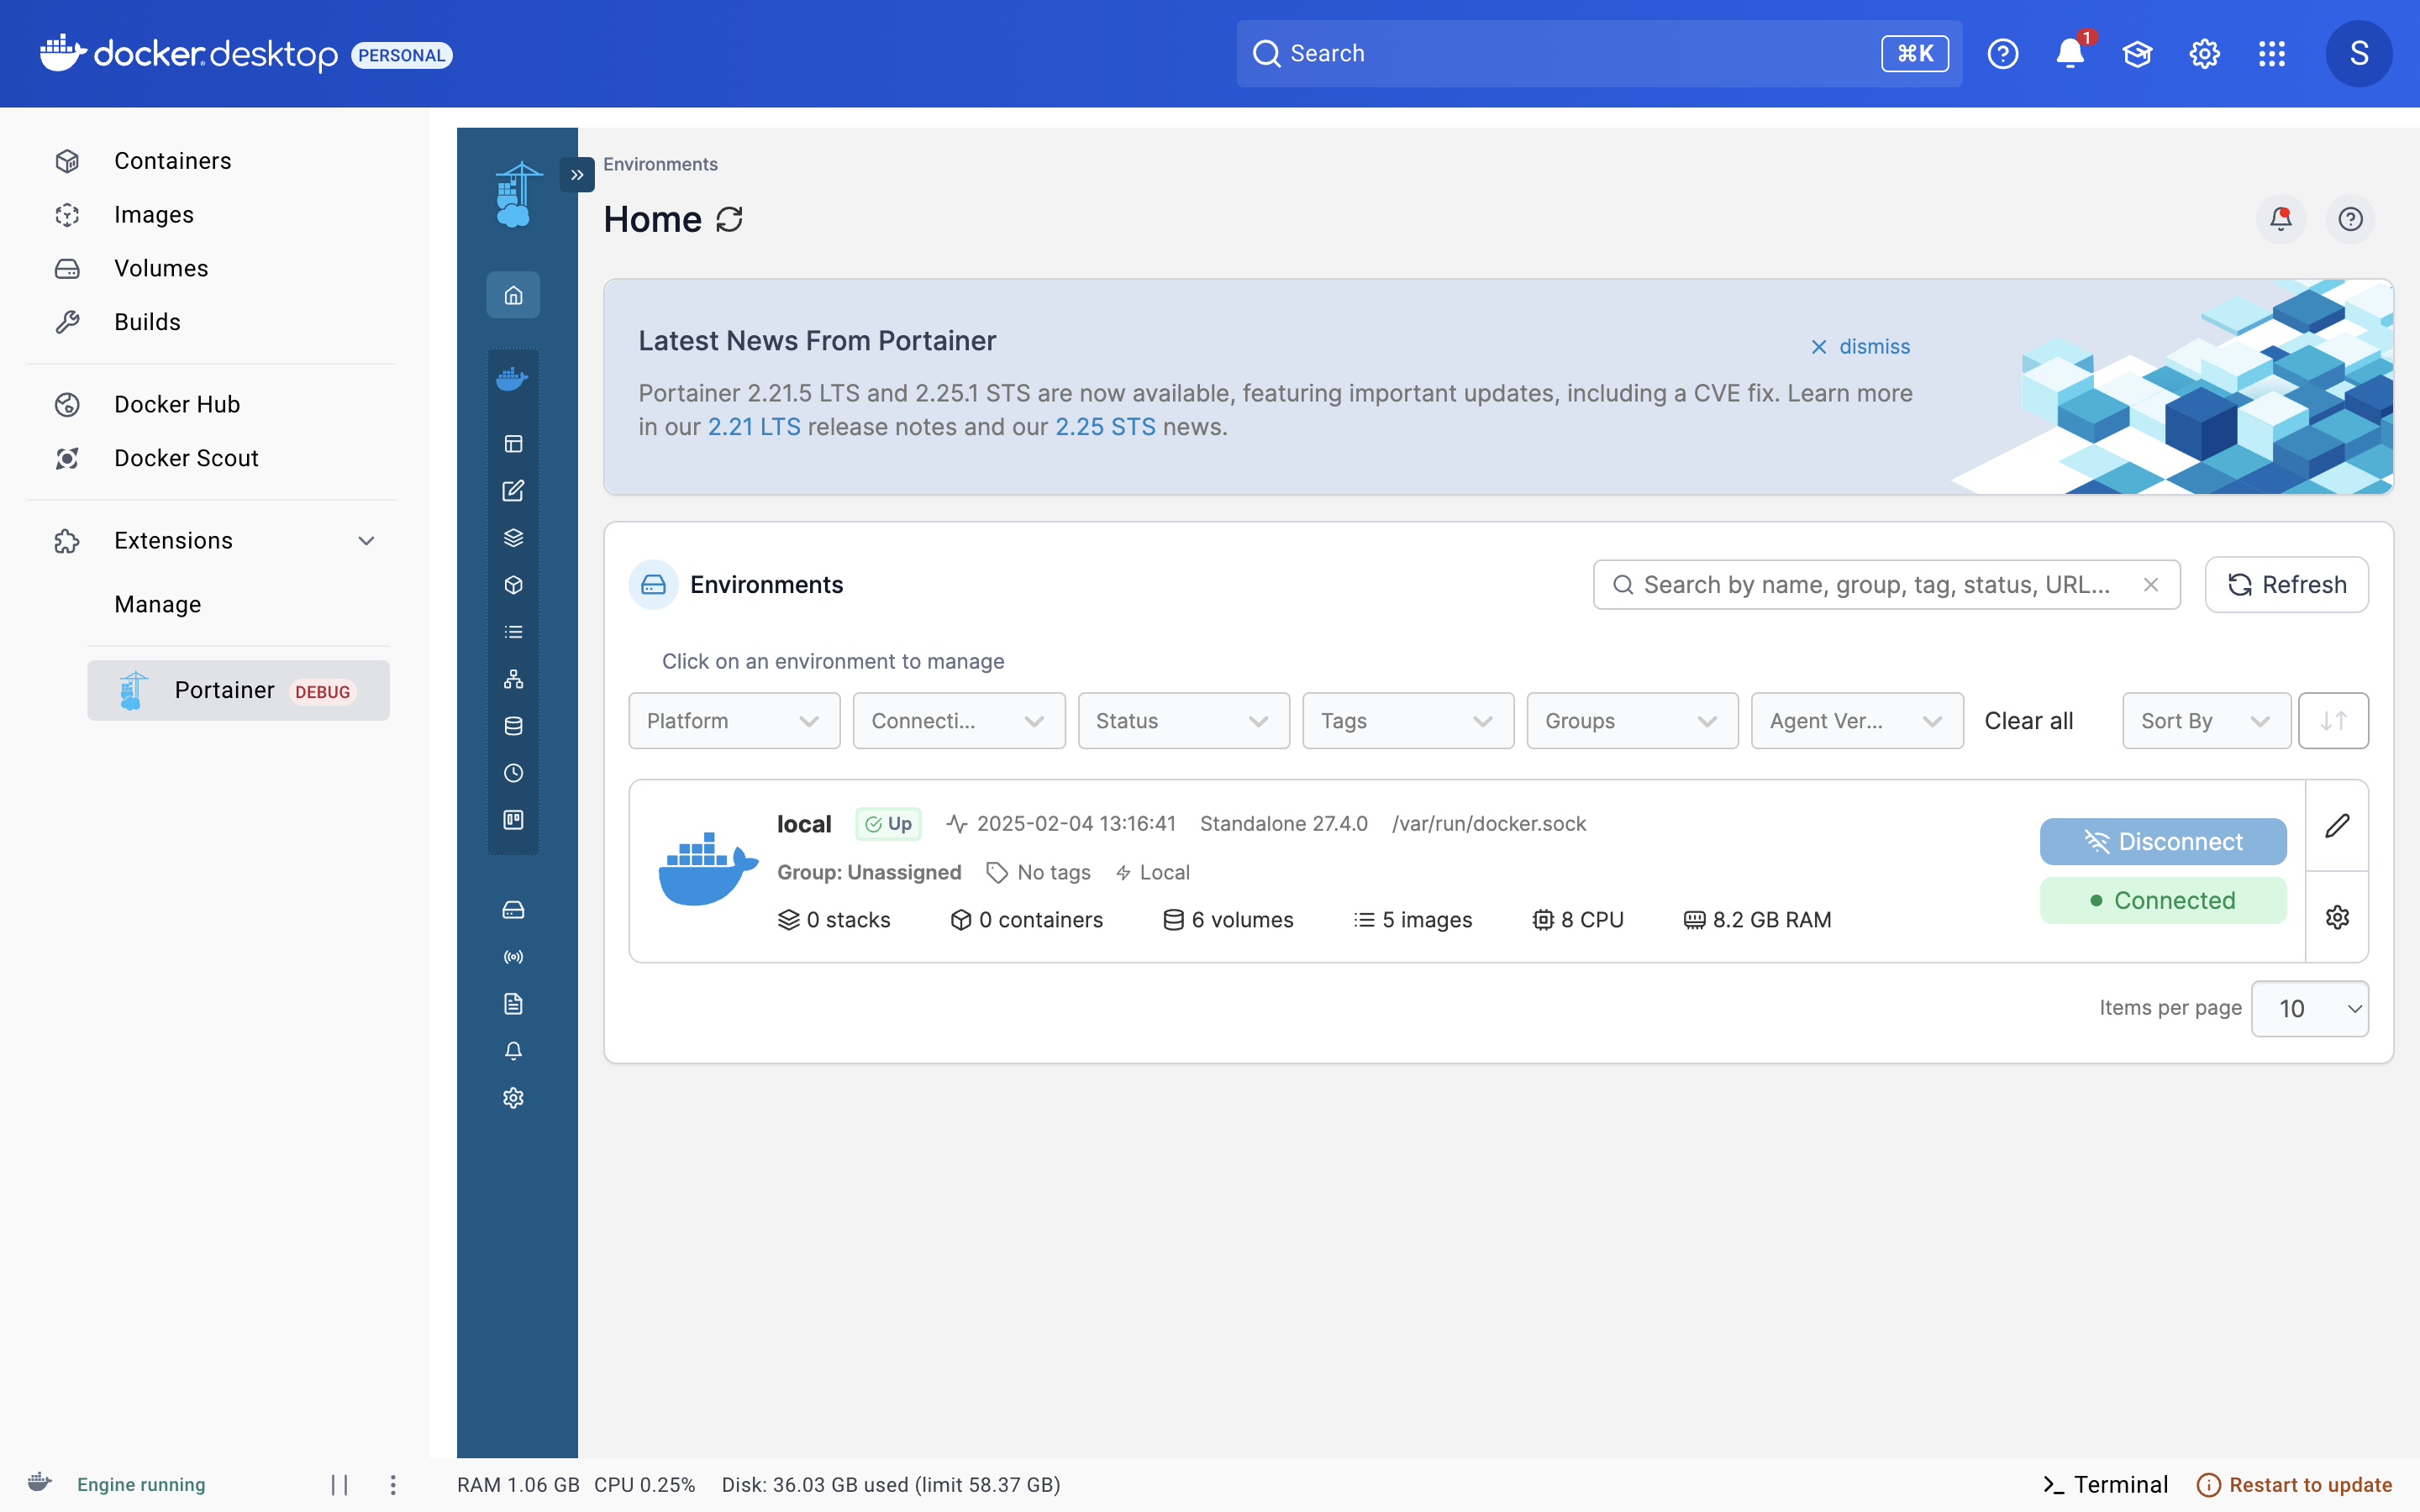 docker desktop PERSONAL
Search ⌘K
1
S
Containers
Images
Volumes
Builds
Docker Hub
Docker Scout
Extensions
Manage
Portainer DEBUG
Environments
Home
Latest News From Portainer
dismiss
Portainer 2.21.5 LTS and 2.25.1 STS are now available, featuring important updates, including a CVE fix. Learn more
in our 2.21 LTS release notes and our 2.25 STS news.
Environments
Search by name, group, tag, status, URL...
Refresh
Click on an environment to manage
Platform
Connecti...
Status
Tags
Groups
Agent Ver...
Clear all
Sort By
local Up 2025-02-04 13:16:41 Standalone 27.4.0 /var/run/docker.sock
Group: Unassigned No tags Local
0 stacks 0 containers 6 volumes 5 images 8 CPU 8.2 GB RAM
Disconnect
Connected
Items per page 10
Engine running
RAM 1.06 GB CPU 0.25% Disk: 36.03 GB used (limit 58.37 GB)
Terminal
Restart to update